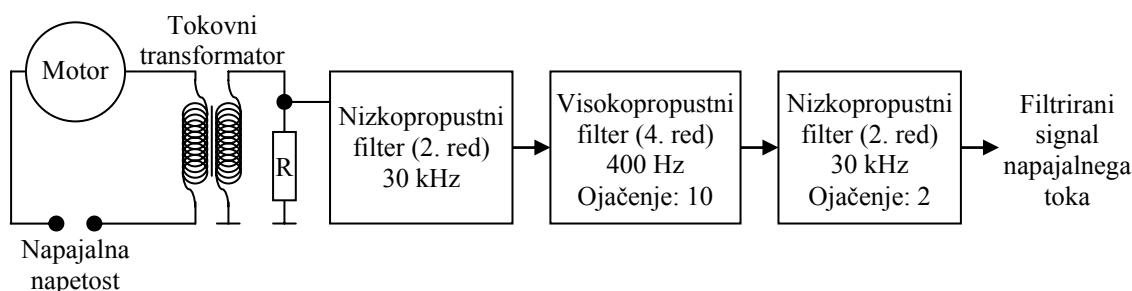 Tokovni
transformator
Motor
R
Napajalna
napetost
Nizkopropustni
filter (2. red)
30 kHz
Visokopropustni
filter (4. red)
400 Hz
Ojačenje: 10
Nizkopropustni
filter (2. red)
30 kHz
Ojačenje: 2
Filtrirani
signal
napajalnega
toka